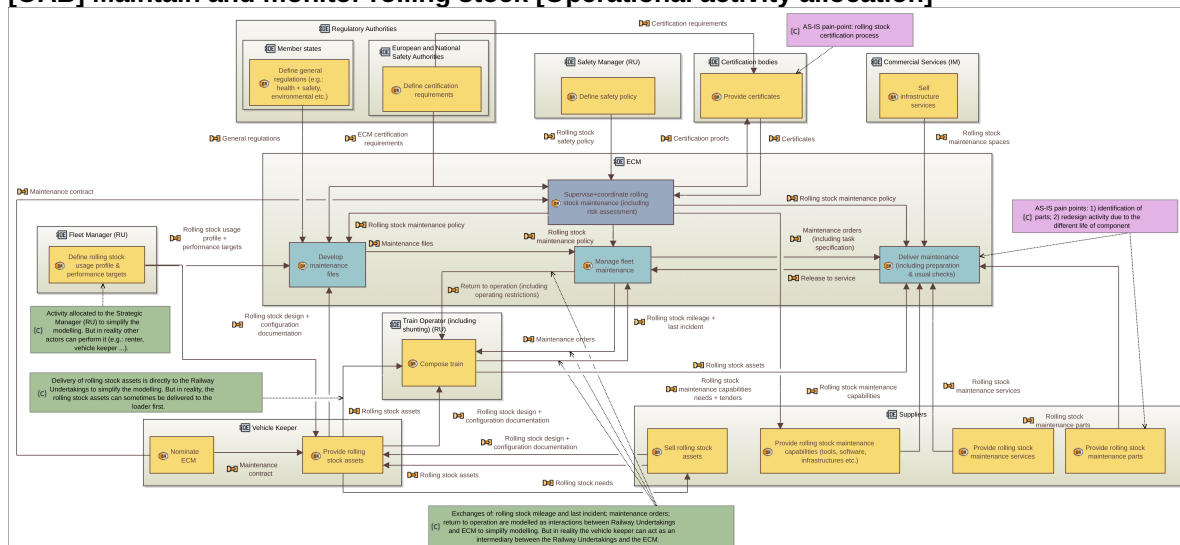 [OAB] Maintain and monitor rolling stock [Operational activity allocation]
Certification requirements
Regulatory Authorities
Member states
European and National
Safety Authorities
Define general
regulations (e.g.:
health + safety,
environmental etc.)
Define certification
requirements
Safety Manager (RU)
Define safety policy
Certification bodies
Provide certificates
{C}
AS-IS pain-point: rolling stock
certification process
Commercial Services (IM)
Sell
infrastructure
services
General regulations
ECM certification
requirements
Rolling stock
safety policy
Certification proofs
Certificates
Rolling stock
maintenance spaces
ECM
Maintenance contract
Supervise+coordinate rolling
stock maintenance (including
risk assessment)
Rolling stock maintenance policy
Rolling stock maintenance policy
Rolling stock
maintenance policy
Maintenance files
Maintenance orders
(including task
specification)
{C}
AS-IS pain points: 1) identification of
parts; 2) redesign activity due to the
different life of component
Fleet Manager (RU)
Define rolling stock
usage profile &
performance targets
Rolling stock usage
profile +
performance targets
Develop
maintenance
files
Manage fleet
maintenance
Deliver maintenance
(including preparation
& usual checks)
Release to service
Return to operation (including
operating restrictions)
{C}
Activity allocated to the Strategic
Manager (RU) to simplify the
modelling. But in reality other
actors can perform it (e.g.: renter,
vehicle keeper ...).
Rolling stock design +
configuration
documentation
Train Operator (including
shunting) (RU)
Compose train
Maintenance orders
Rolling stock mileage +
last incident
Rolling stock assets
{C}
Delivery of rolling stock assets is directly to the Railway
Undertakings to simplify the modelling. But in reality, the
rolling stock assets can sometimes be delivered to the
loader first.
Rolling stock
maintenance capabilities
needs + tenders
Rolling stock maintenance
capabilities
Rolling stock
maintenance services
Rolling stock
maintenance parts
Rolling stock assets
Rolling stock design +
configuration documentation
Rolling stock design +
configuration documentation
Vehicle Keeper
Nominate
ECM
Maintenance
contract
Provide rolling
stock assets
Rolling stock assets
Rolling stock needs
Suppliers
Sell rolling stock
assets
Provide rolling stock maintenance
capabilities (tools, software,
infrastructures etc.)
Provide rolling stock
maintenance services
Provide rolling stock
maintenance parts
{C}
Exchanges of: rolling stock mileage and last incident; maintenance orders;
return to operation are modelled as interactions between Railway Undertakings
and ECM to simplify modelling. But in reality the vehicle keeper can act as an
intermediary between the Railway Undertakings and the ECM.